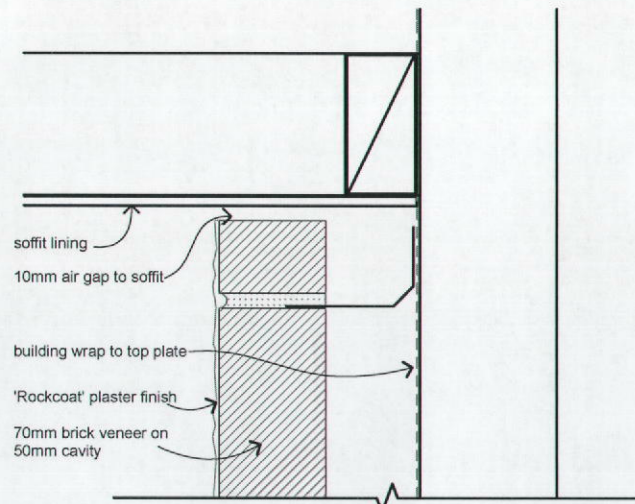 soffit lining
10mm air gap to soffit
building wrap to top plate
'Rockcoat' plaster finish
70mm brick veneer on
50mm cavity